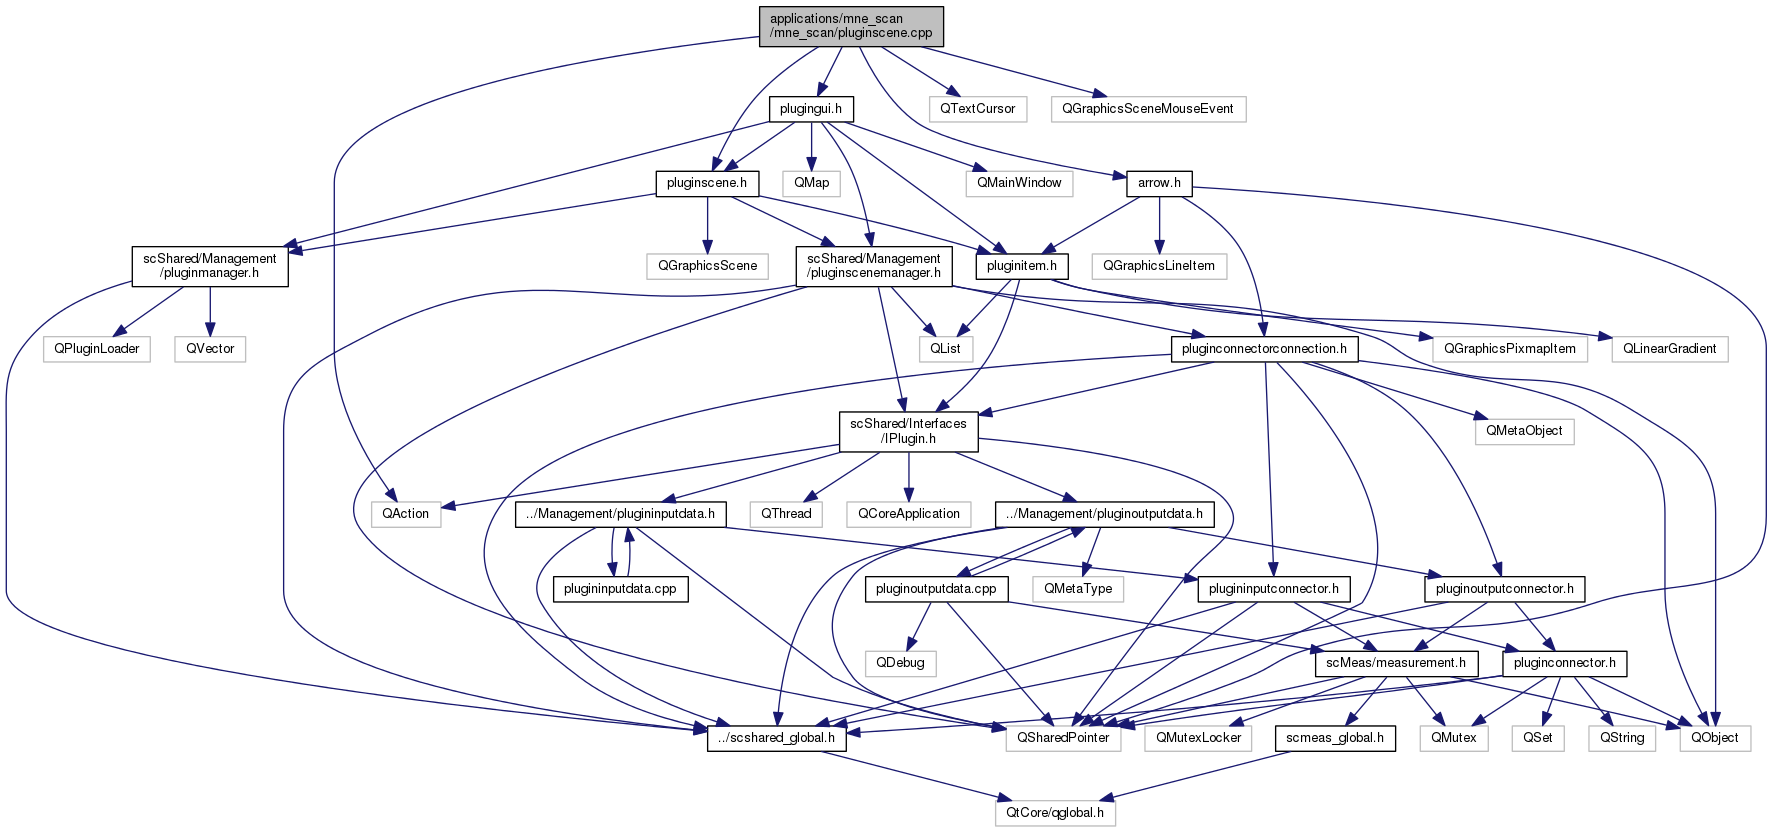 applications/mne_scan
/mne_scan/pluginscene.cpp
plugingui.h
QTextCursor
QGraphicsSceneMouseEvent
pluginscene.h
QMap
QMainWindow
arrow.h
scShared/Management
/pluginmanager.h
QGraphicsScene
scShared/Management
/pluginscenemanager.h
pluginitem.h
QGraphicsLineItem
QPluginLoader
QVector
QList
pluginconnectorconnection.h
QGraphicsPixmapItem
QLinearGradient
scShared/Interfaces
/IPlugin.h
QMetaObject
QAction
../Management/plugininputdata.h
QThread
QCoreApplication
../Management/pluginoutputdata.h
plugininputdata.cpp
pluginoutputdata.cpp
QMetaType
plugininputconnector.h
pluginoutputconnector.h
QDebug
scMeas/measurement.h
pluginconnector.h
../scshared_global.h
QSharedPointer
QMutexLocker
scmeas_global.h
QMutex
QSet
QString
QObject
QtCore/qglobal.h